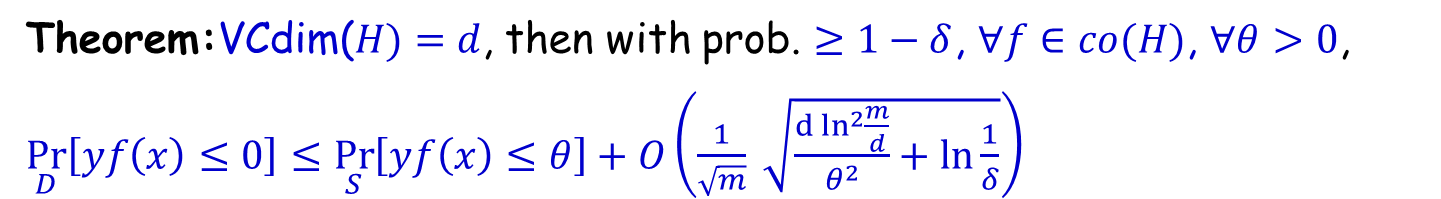 Theorem: VCdim(H) = d, then with prob. ≥ 1 − δ, ∀f ∈ co(H), ∀θ > 0,
Pr_D[yf(x) ≤ 0] ≤ Pr_S[yf(x) ≤ θ] + O(1/√m √(d ln² m/d / θ² + ln 1/δ))